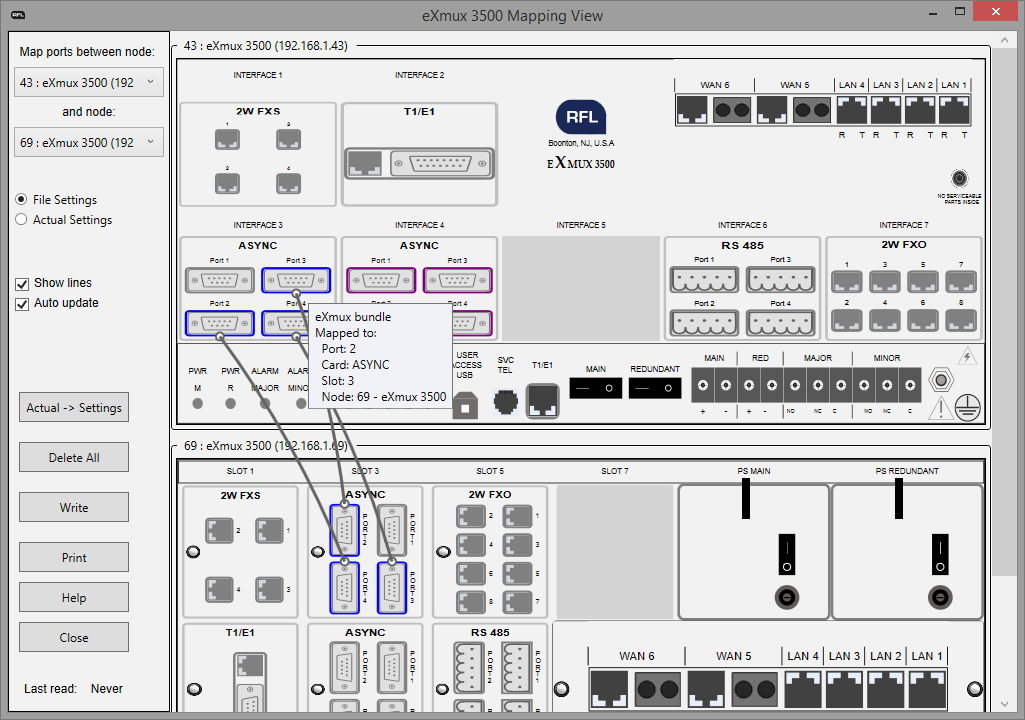 RFL
eXmux 3500 Mapping View
Map ports between node:
43 : eXmux 3500 (192
and node:
69 : eXmux 3500 (192
File Settings
Actual Settings
Show lines
Auto update
Actual -> Settings
Delete All
Write
Print
Help
Close
Last read: Never
43 : eXmux 3500 (192.168.1.43)
INTERFACE 1
INTERFACE 2
2W FXS
T1/E1
RFL
Boonton, NJ, U.S.A
EXMUX 3500
WAN 6
WAN 5
LAN 4
LAN 3
LAN 2
LAN 1
R T R T R T R T
NO SERVICEABLE
PARTS INSIDE
INTERFACE 3
INTERFACE 4
INTERFACE 5
INTERFACE 6
INTERFACE 7
ASYNC
Port 1
Port 3
Port 2
Port 4
ASYNC
Port 1
Port 3
Port 4
RS 485
Port 1
Port 3
Port 2
Port 4
2W FXO
1 3 5 7
2 4 6 8
eXmux bundle
Mapped to:
Port: 2
Card: ASYNC
Slot: 3
Node: 69 - eXmux 3500
PWR
M
PWR
R
ALARM
MAJOR
USER
ACCESS
USB
SVC
TEL
T1/E1
MAIN
REDUNDANT
MAIN
RED
MAJOR
MINOR
+ - + - NO NC C NO NC C
69 : eXmux 3500 (192.168.1.69)
SLOT 1
SLOT 3
SLOT 5
SLOT 7
PS MAIN
PS REDUNDANT
2W FXS
2 1
4 3
ASYNC
PORT 2
PORT 1
PORT 4
PORT 3
2W FXO
2 1
4 3
6 5
8 7
T1/E1
ASYNC
PORT 2
PORT 1
RS 485
PORT 2
PORT 1
WAN 6
WAN 5
LAN 4
LAN 3
LAN 2
LAN 1